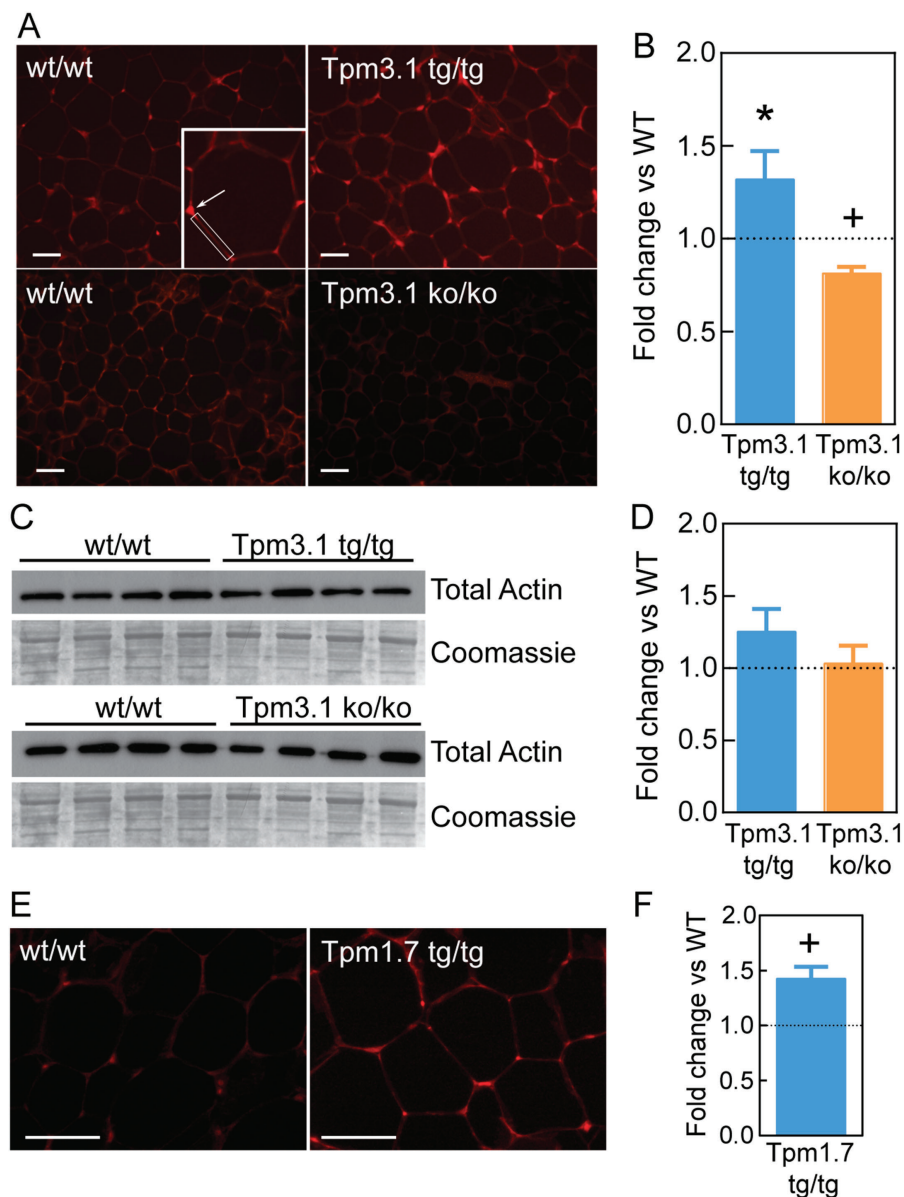 A
wt/wt
Tpm3.1 tg/tg
wt/wt
Tpm3.1 ko/ko
B
Fold change vs WT
2.0
1.5
1.0
0.5
0.0
*
+
Tpm3.1 Tpm3.1
tg/tg ko/ko
C
wt/wt Tpm3.1 tg/tg
Total Actin
Coomassie
wt/wt Tpm3.1 ko/ko
Total Actin
Coomassie
D
Fold change vs WT
2.0
1.5
1.0
1.5
0.0
Tpm3.1 Tpm3.1
tg/tg ko/ko
E
wt/wt
Tpm1.7 tg/tg
F
Fold change vs WT
2.0
1.5
1.0
0.5
0.0
+
Tpm1.7
tg/tg